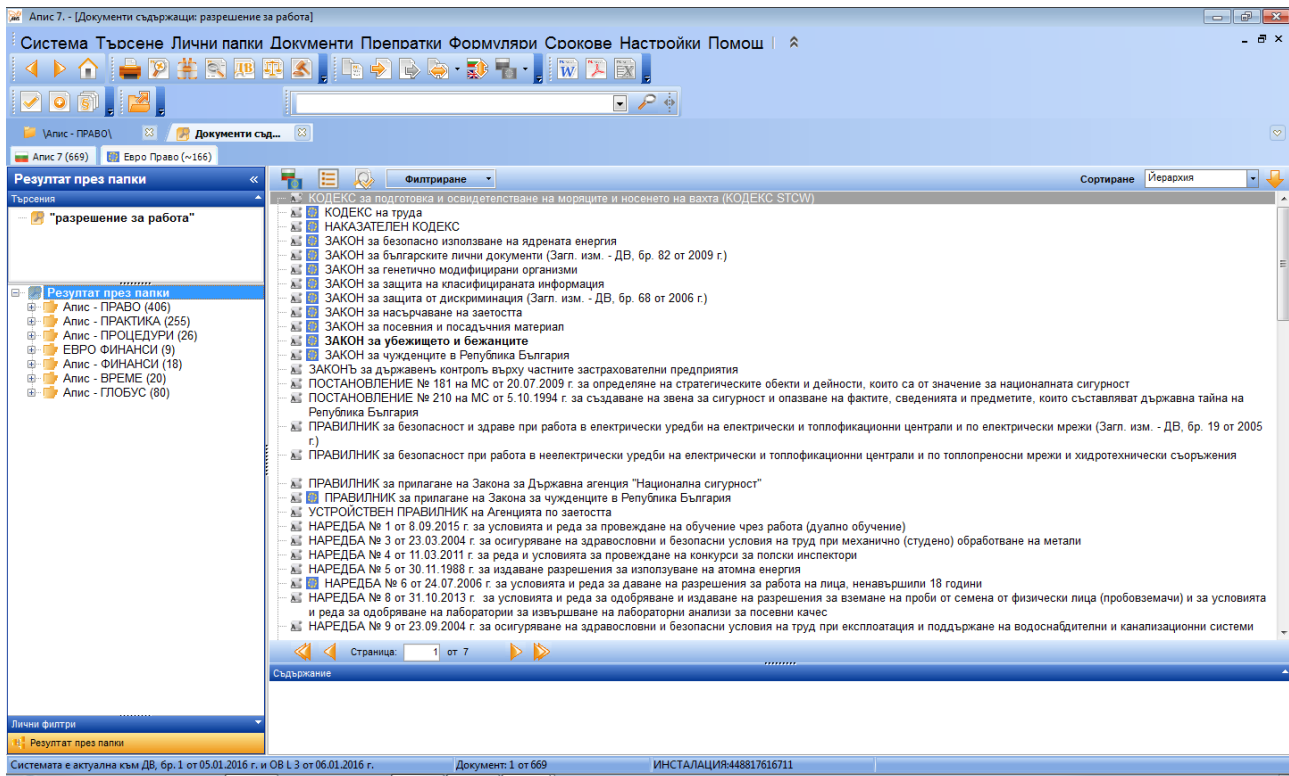 Апис 7. - [Документи съдържащи: разрешение за работа]
Система Търсене Лични папки Документи Препратки Формуляри Срокове Настройки Помощ
\Апис - ПРАВО\
Документи съд...
Апис 7 (669)
Евро Право (~166)
Резултат през папки
Филтриране
Сортиране
Йерархия
Търсения
"разрешение за работа"
Резултат през папки
Апис - ПРАВО (406)
Апис - ПРАКТИКА (255)
Апис - ПРОЦЕДУРИ (26)
ЕВРО ФИНАНСИ (9)
Апис - ФИНАНСИ (18)
Апис - ВРЕМЕ (20)
Апис - ГЛОБУС (80)
КОДЕКС за подготовка и освидетелстване на моряците и носенето на вахта (КОДЕКС STCW)
КОДЕКС на труда
НАКАЗАТЕЛЕН КОДЕКС
ЗАКОН за безопасно използване на ядрената енергия
ЗАКОН за българските лични документи (Загл. изм. - ДВ, бр. 82 от 2009 г.)
ЗАКОН за генетично модифицирани организми
ЗАКОН за защита на класифицираната информация
ЗАКОН за защита от дискриминация (Загл. изм. - ДВ, бр. 68 от 2006 г.)
ЗАКОН за насърчаване на заетостта
ЗАКОН за посевния и посадъчния материал
ЗАКОН за убежището и бежанците
ЗАКОН за чужденците в Република България
ЗАКОНЪ за държавенъ контролъ върху частните застрахователни предприятия
ПОСТАНОВЛЕНИЕ № 181 на МС от 20.07.2009 г. за определяне на стратегическите обекти и дейности, които са от значение за националната сигурност
ПОСТАНОВЛЕНИЕ № 210 на МС от 5.10.1994 г. за създаване на звена за сигурност и опазване на фактите, сведенията и предметите, които съставляват държавна тайна на
Република България
ПРАВИЛНИК за безопасност и здраве при работа в електрически уредби на електрически и топлофикационни централи и по електрически мрежи (Загл. изм. - ДВ, бр. 19 от 2005
г.)
ПРАВИЛНИК за безопасност при работа в неелектрически уредби на електрически и топлофикационни централи и по топлопреносни мрежи и хидротехнически съоръжения
ПРАВИЛНИК за прилагане на Закона за Държавна агенция "Национална сигурност"
ПРАВИЛНИК за прилагане на Закона за чужденците в Република България
УСТРОЙСТВЕН ПРАВИЛНИК на Агенцията по заетостта
НАРЕДБА № 1 от 8.09.2015 г. за условията и реда за провеждане на обучение чрез работа (дуално обучение)
НАРЕДБА № 3 от 23.03.2004 г. за осигуряване на здравословни и безопасни условия на труд при механично (студено) обработване на метали
НАРЕДБА № 4 от 11.03.2011 г. за реда и условията за провеждане на конкурси за полски инспектори
НАРЕДБА № 5 от 30.11.1988 г. за издаване разрешения за използуване на атомна енергия
НАРЕДБА № 6 от 24.07.2006 г. за условията и реда за даване на разрешения за работа на лица, ненавършили 18 години
НАРЕДБА № 8 от 31.10.2013 г. за условията и реда за одобряване и издаване на разрешения за вземане на проби от семена от физически лица (пробовземачи) и за условията
и реда за одобряване на лаборатории за извършване на лабораторни анализи за посевни качес
НАРЕДБА № 9 от 23.09.2004 г. за осигуряване на здравословни и безопасни условия на труд при експлоатация и поддържане на водоснабдителни и канализационни системи
Страница: 1 от 7
Съдържание
Лични филтри
Резултат през папки
Системата е актуална към ДВ, бр. 1 от 05.01.2016 г. и OB L 3 от 06.01.2016 г.
Документ: 1 от 669
ИНСТАЛАЦИЯ:448817616711